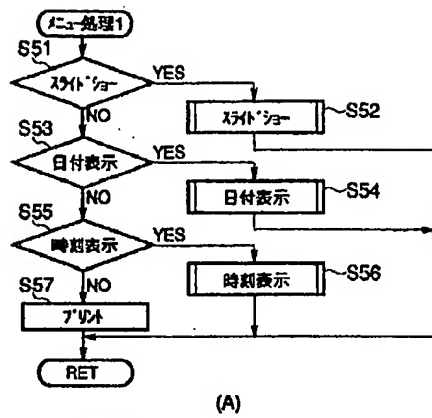 メニュー処理1
S51
スライドショー
YES
S52
スライドショー
NO
S53
日付表示
YES
S54
日付表示
NO
S55
時刻表示
YES
S56
時刻表示
NO
S57
プリント
RET
(A)